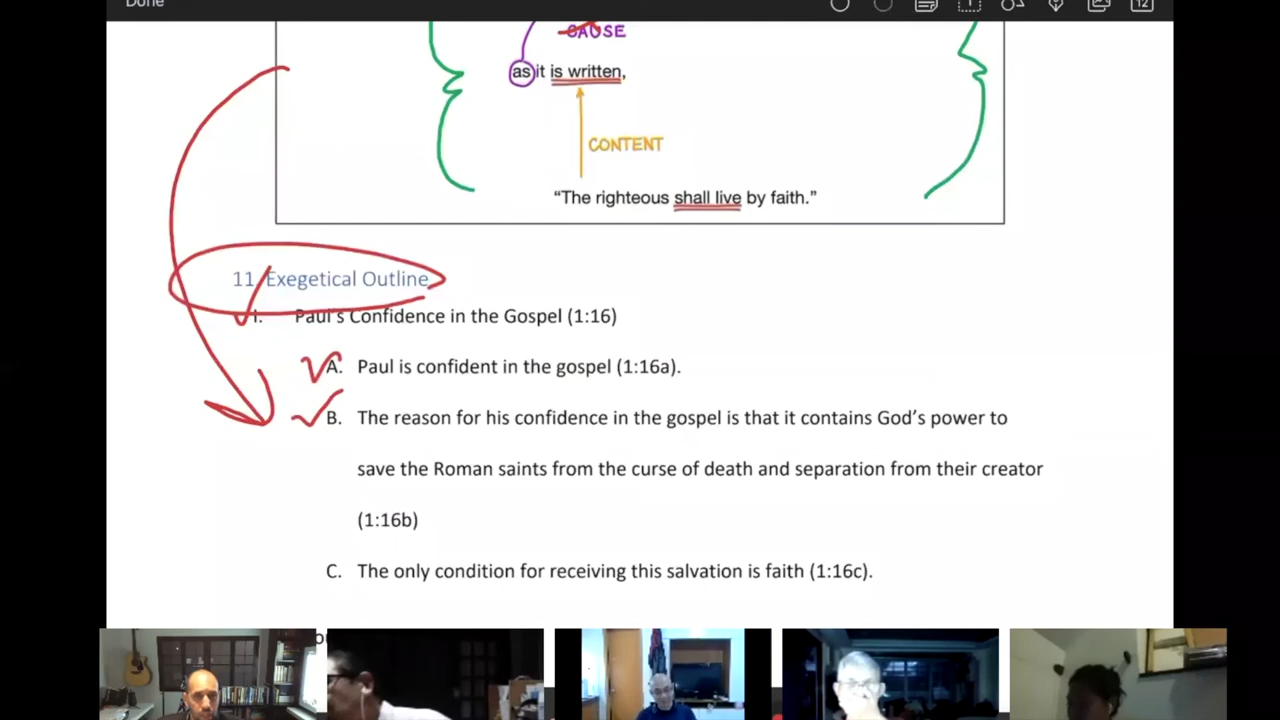 Done
CAUSE
as it is written,
CONTENT
“The righteous shall live by faith.”
11. Exegetical Outline
I. Paul's Confidence in the Gospel (1:16)
A. Paul is confident in the gospel (1:16a).
B. The reason for his confidence in the gospel is that it contains God’s power to
save the Roman saints from the curse of death and separation from their creator
(1:16b)
C. The only condition for receiving this salvation is faith (1:16c).